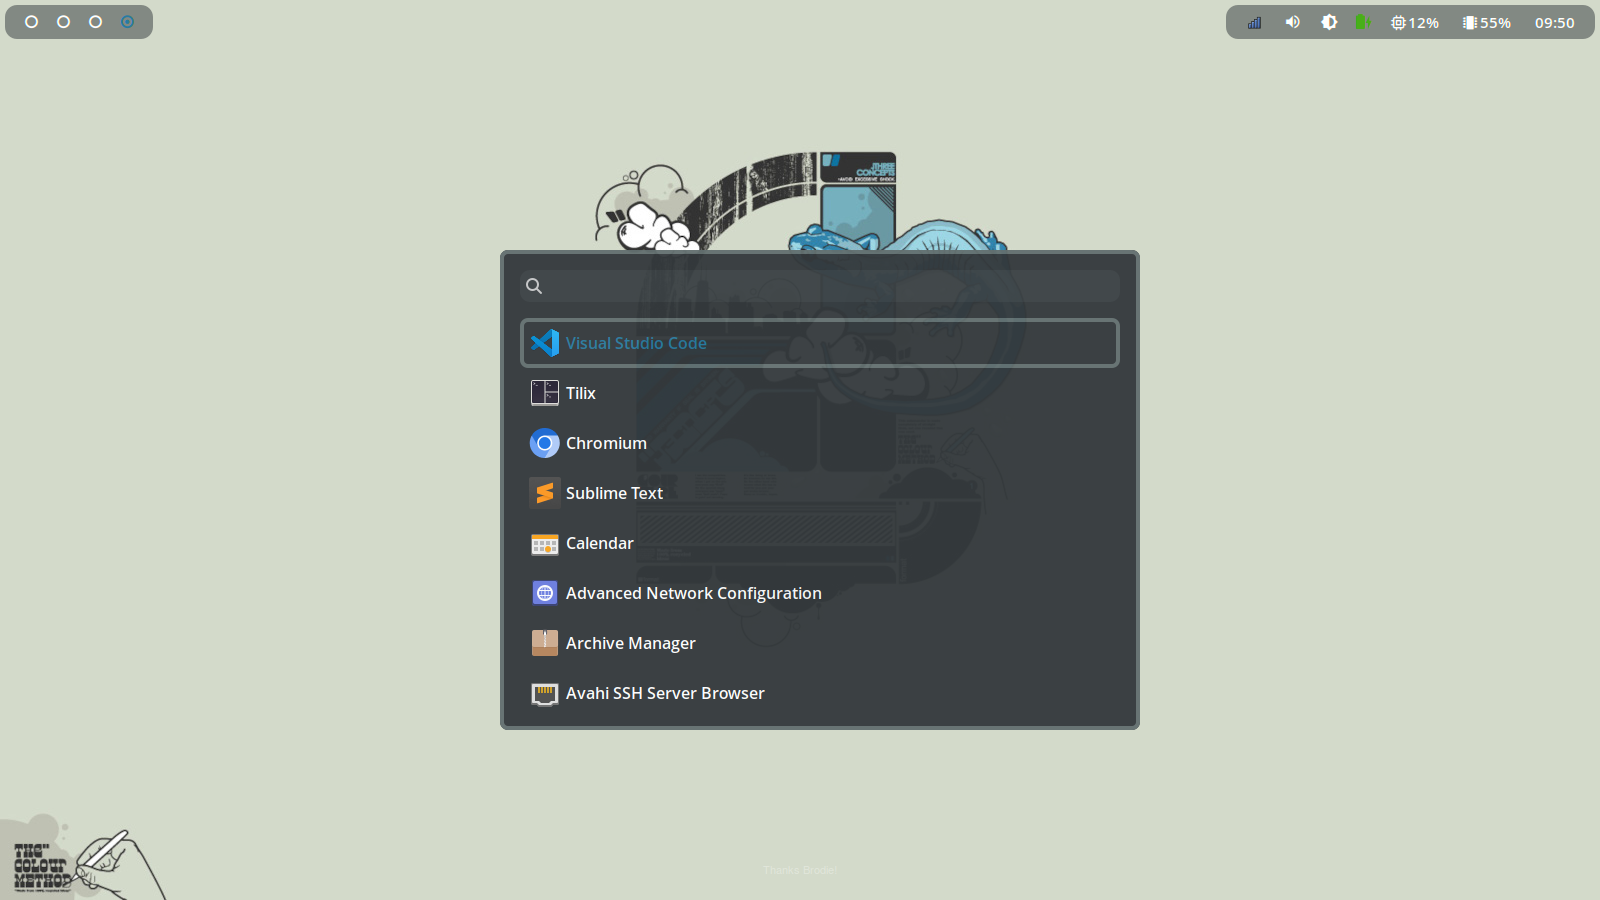 12%
55%
09:50
JTHREE
CONCEPTS
Visual Studio Code
Tilix
Chromium
Sublime Text
Calendar
Advanced Network Configuration
Archive Manager
Avahi SSH Server Browser
THE
COLOUR
METHOD
Thanks Brodie!